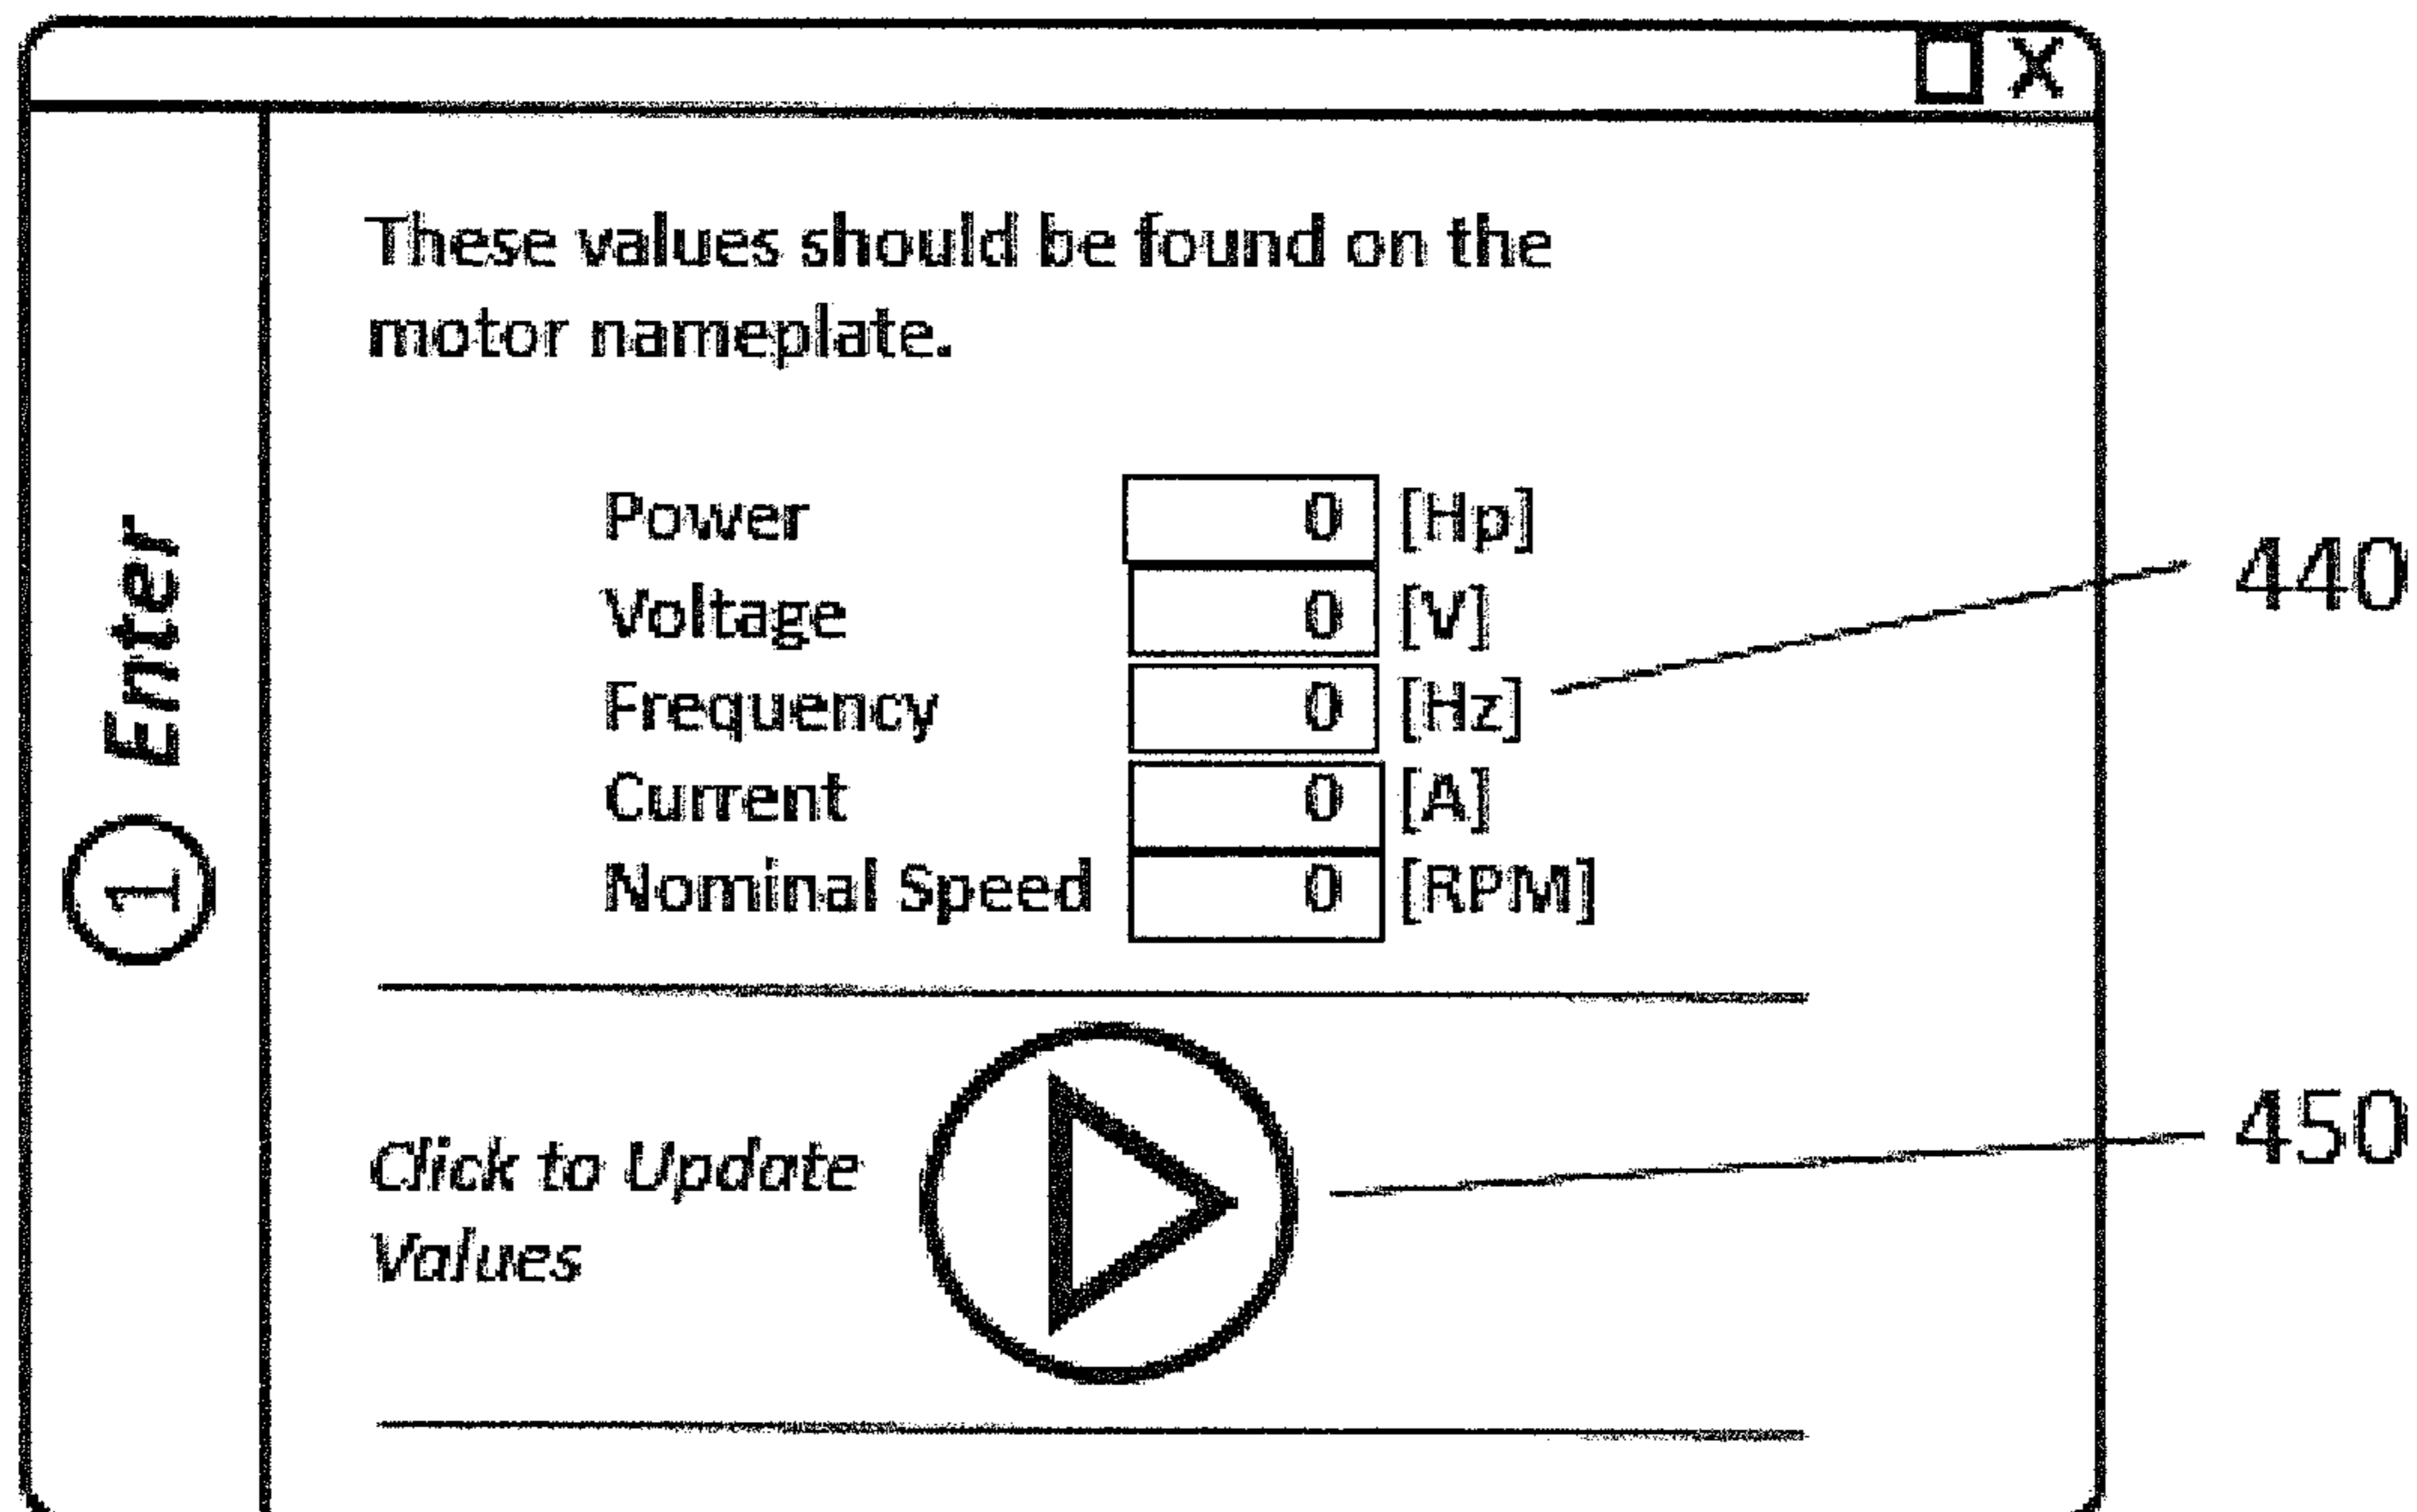 X
These values should be found on the
motor nameplate.
Power 0 [Hp]
Voltage 0 [V]
Frequency 0 [Hz]
Current 0 [A]
Nominal Speed 0 [RPM]
1 Enter
Click to Update
Values
440
450